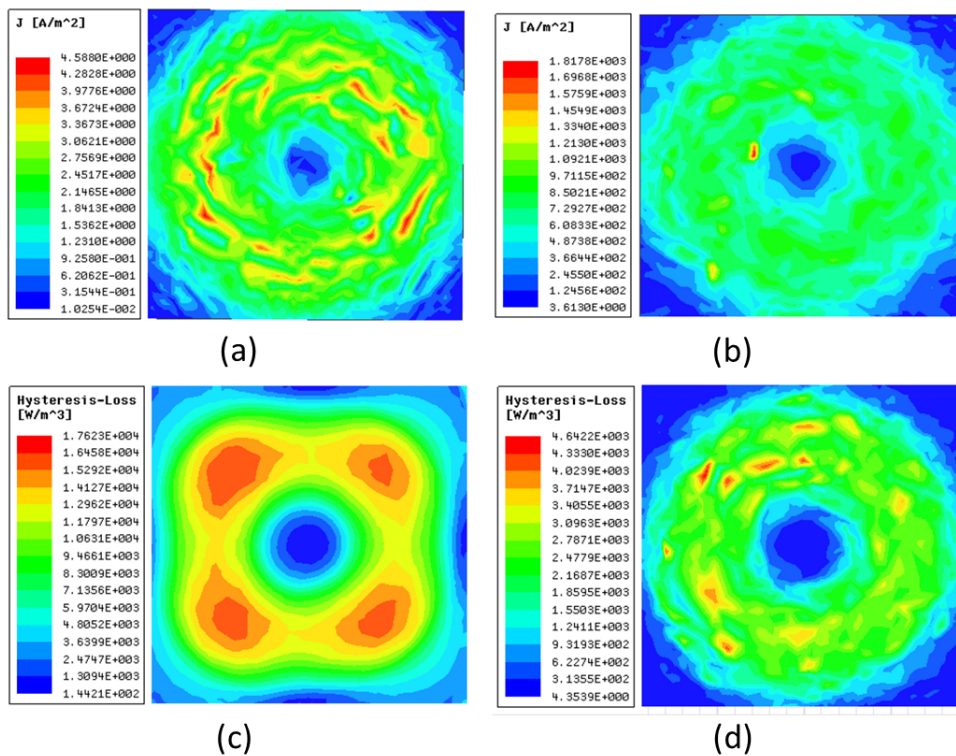 J [A/m^2]
4.5880E+000
4.2828E+000
3.9776E+000
3.6724E+000
3.3673E+000
3.0621E+000
2.7569E+000
2.4517E+000
2.1465E+000
1.8413E+000
1.5362E+000
1.2310E+000
9.2580E-001
6.2062E-001
3.1544E-001
1.0254E-002
(a)
J [A/m^2]
1.8178E+003
1.6968E+003
1.5759E+003
1.4549E+003
1.3340E+003
1.2130E+003
1.0921E+003
9.7115E+002
8.5021E+002
7.2927E+002
6.0833E+002
4.8738E+002
3.6644E+002
2.4550E+002
1.2456E+002
3.6130E+000
(b)
Hysteresis-Loss
[W/m^3]
1.7623E+004
1.6458E+004
1.5292E+004
1.4127E+004
1.2962E+004
1.1797E+004
1.0631E+004
9.4661E+003
8.3009E+003
7.1356E+003
5.9704E+003
4.8052E+003
3.6399E+003
2.4747E+003
1.3094E+003
1.4421E+002
(c)
Hysteresis-Loss
[W/m^3]
4.6422E+003
4.3330E+003
4.0239E+003
3.7147E+003
3.4055E+003
3.0963E+003
2.7871E+003
2.4779E+003
2.1687E+003
1.8595E+003
1.5503E+003
1.2411E+003
9.3193E+002
6.2274E+002
3.1355E+002
4.3539E+000
(d)